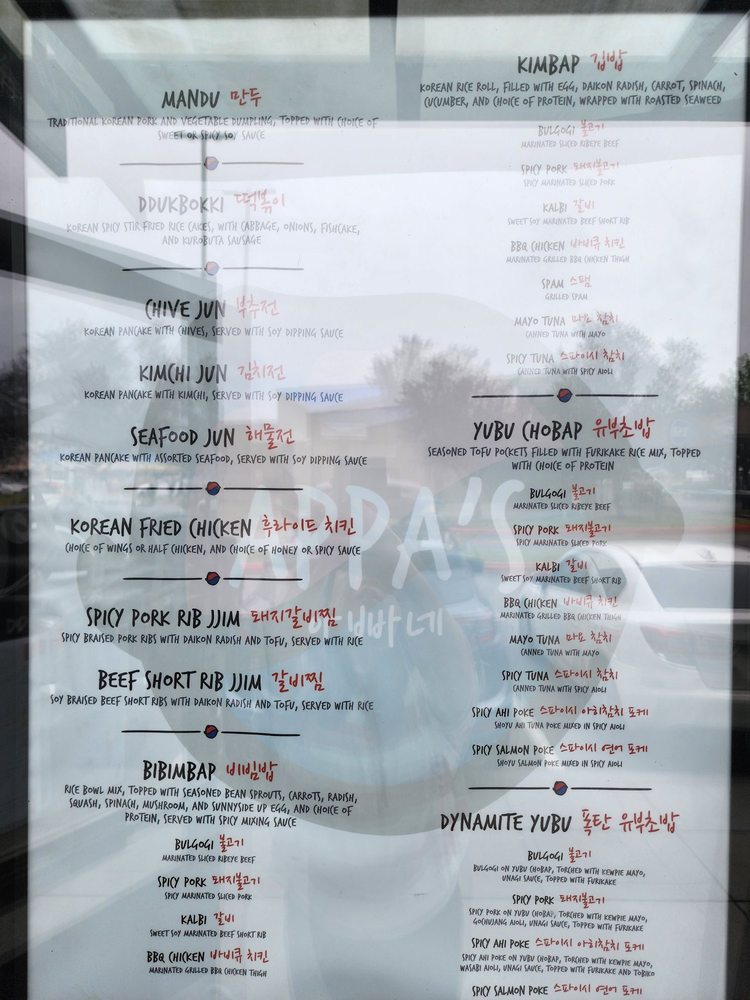 MANDU 만두
TRADITIONAL KOREAN PORK AND VEGETABLE DUMPLING, TOPPED WITH CHOICE OF
SWEET OR SPICY SOY SAUCE
DDUKBOKKI 떡볶이
KOREAN SPICY STIR FRIED RICE CAKES, WITH CABBAGE, ONIONS, FISHCAKE,
AND KUROBUTA SAUSAGE
CHIVE JUN 부추전
KOREAN PANCAKE WITH CHIVES, SERVED WITH SOY DIPPING SAUCE
KIMCHI JUN 김치전
KOREAN PANCAKE WITH KIMCHI, SERVED WITH SOY DIPPING SAUCE
SEAFOOD JUN 해물전
KOREAN PANCAKE WITH ASSORTED SEAFOOD, SERVED WITH SOY DIPPING SAUCE
KOREAN FRIED CHICKEN 후라이드 치킨
CHOICE OF WINGS OR HALF CHICKEN, AND CHOICE OF HONEY OR SPICY SAUCE
SPICY PORK RIB JJIM 돼지갈비찜
SPICY BRAISED PORK RIBS WITH DAIKON RADISH AND TOFU, SERVED WITH RICE
BEEF SHORT RIB JJIM 갈비찜
SOY BRAISED BEEF SHORT RIBS WITH DAIKON RADISH AND TOFU, SERVED WITH RICE
BIBIMBAP 비빔밥
RICE BOWL MIX, TOPPED WITH SEASONED BEAN SPROUTS, CARROTS, RADISH,
SQUASH, SPINACH, MUSHROOM, AND SUNNYSIDE UP EGG, AND CHOICE OF
PROTEIN, SERVED WITH SPICY MIXING SAUCE
BULGOGI 불고기
MARINATED SLICED RIBEYE BEEF
SPICY PORK 돼지불고기
SPICY MARINATED SLICED PORK
KALBI 갈비
SWEET SOY MARINATED BEEF SHORT RIB
BBQ CHICKEN 바비큐 치킨
MARINATED GRILLED BBQ CHICKEN THIGH
KIMBAP 김밥
KOREAN RICE ROLL, FILLED WITH EGG, DAIKON RADISH, CARROT, SPINACH,
CUCUMBER, AND CHOICE OF PROTEIN, WRAPPED WITH ROASTED SEAWEED
BULGOGI 불고기
MARINATED SLICED RIBEYE BEEF
SPICY PORK 돼지불고기
SPICY MARINATED SLICED PORK
KALBI 갈비
SWEET SOY MARINATED BEEF SHORT RIB
BBQ CHICKEN 바비큐 치킨
MARINATED GRILLED BBQ CHICKEN THIGH
SPAM 스팸
GRILLED SPAM
MAYO TUNA 마요 참치
CANNED TUNA WITH MAYO
SPICY TUNA 스파이시 참치
CANNED TUNA WITH SPICY AIOLI
YUBU CHOBAP 유부초밥
SEASONED TOFU POCKETS FILLED WITH FURIKAKE RICE MIX, TOPPED
WITH CHOICE OF PROTEIN
BULGOGI 불고기
MARINATED SLICED RIBEYE BEEF
SPICY PORK 돼지불고기
SPICY MARINATED SLICED PORK
KALBI 갈비
SWEET SOY MARINATED BEEF SHORT RIB
BBQ CHICKEN 바비큐 치킨
MARINATED GRILLED BBQ CHICKEN THIGH
MAYO TUNA 마요 참치
CANNED TUNA WITH MAYO
SPICY TUNA 스파이시 참치
CANNED TUNA WITH SPICY AIOLI
SPICY AHI POKE 스파이시 아히참치 포케
SHOYU AHI TUNA POKE MIXED IN SPICY AIOLI
SPICY SALMON POKE 스파이시 연어 포케
SHOYU SALMON POKE MIXED IN SPICY AIOLI
DYNAMITE YUBU 폭탄 유부초밥
BULGOGI 불고기
BULGOGI ON YUBU CHOBAP, TORCHED WITH KEWPIE MAYO,
UNAGI SAUCE, TOPPED WITH FURIKAKE
SPICY PORK 돼지불고기
SPICY PORK ON YUBU CHOBAP, TORCHED WITH KEWPIE MAYO,
GOCHUJANG AIOLI, UNAGI SAUCE, TOPPED WITH FURIKAKE
SPICY AHI POKE 스파이시 아히참치 포케
SPICY AHI POKE ON YUBU CHOBAP, TORCHED WITH KEWPIE MAYO,
WASABI AIOLI, UNAGI SAUCE, TOPPED WITH FURIKAKE AND TOBIKO
SPICY SALMON POKE 스파이시 연어 포케
APPA'S
아빠네